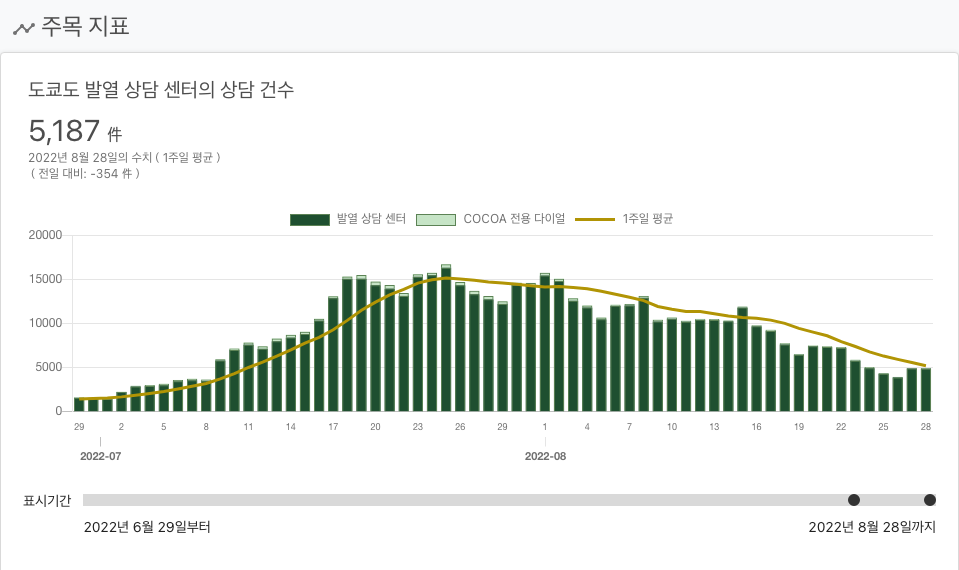 주목 지표
도쿄도 발열 상담 센터의 상담 건수
5,187 件
2022년 8월 28일의 수치 ( 1주일 평균 )
( 전일 대비: -354 件 )
발열 상담 센터 COCOA 전용 다이얼 1주일 평균
20000
15000
10000
5000
0
29 2 5 8 11 14 17 20 23 26 29 1 4 7 10 13 16 19 22 25 28
2022-07 2022-08
표시기간
2022년 6월 29일부터 2022년 8월 28일까지